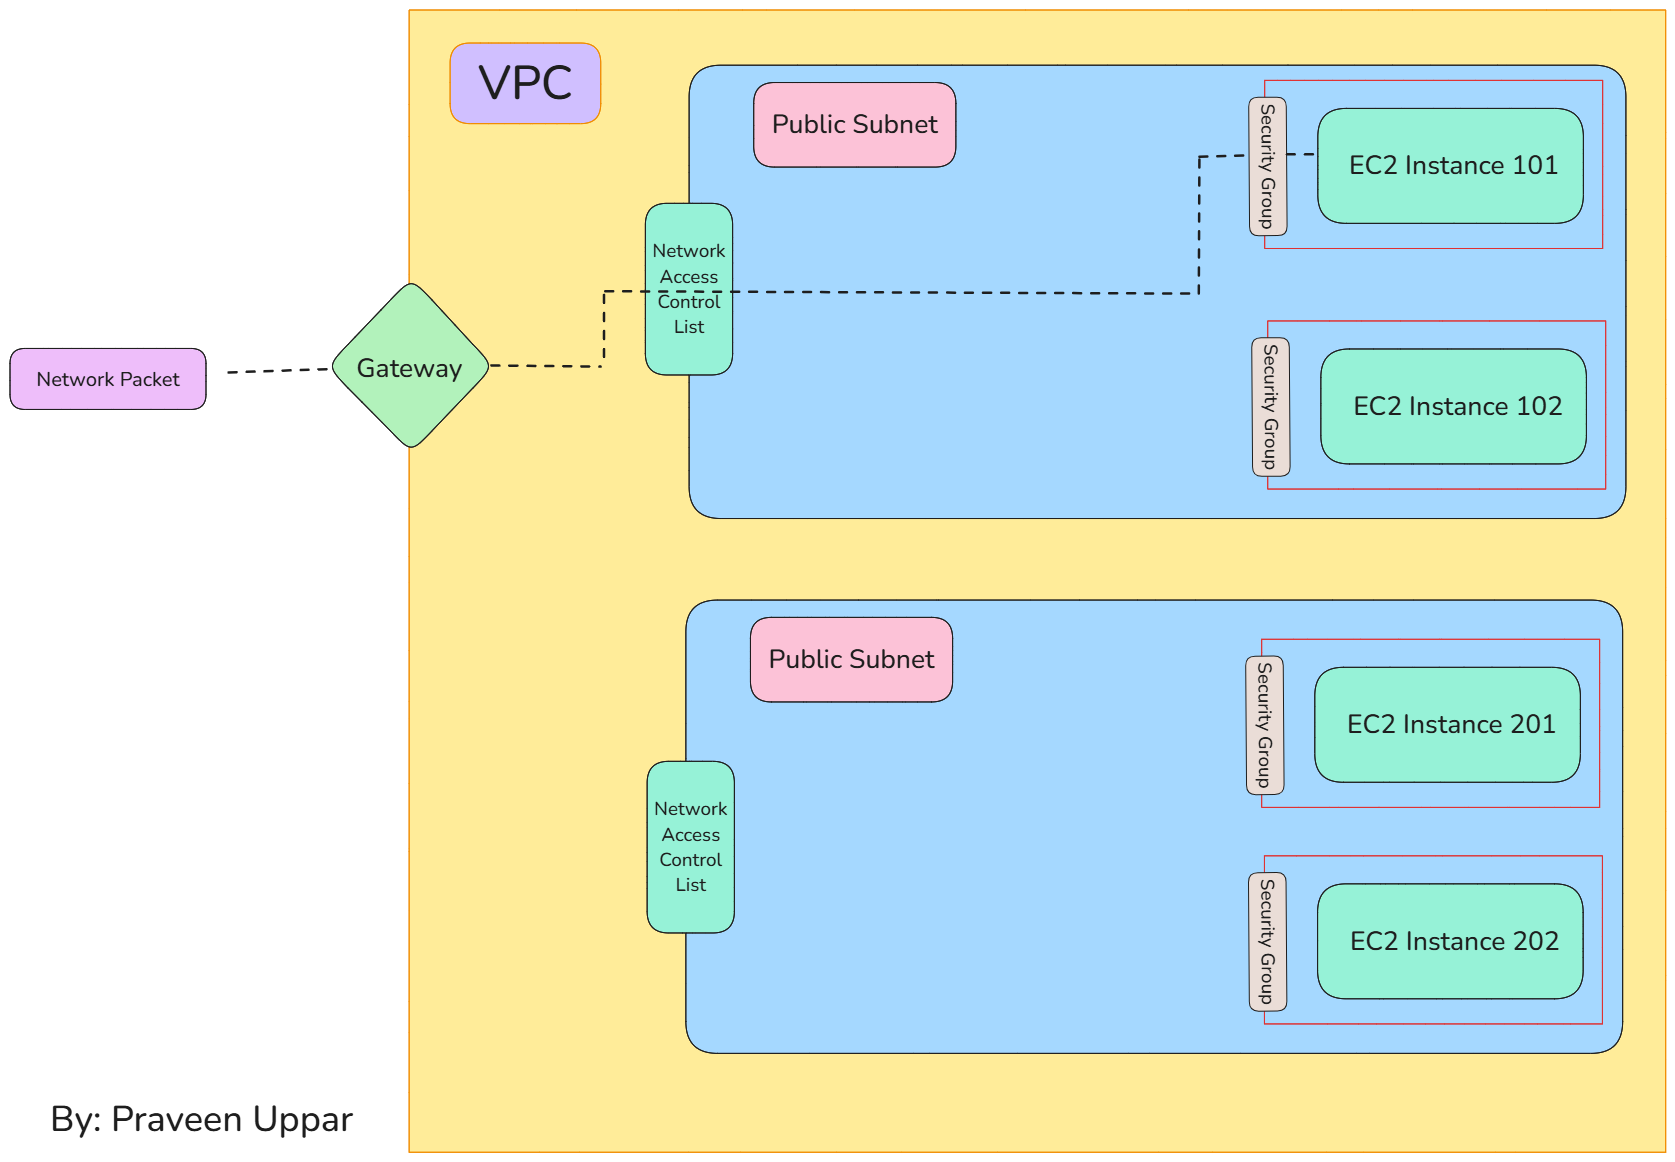 VPC
Public Subnet
Security Group
EC2 Instance 101
Network
Access
Control
List
Gateway
Network Packet
Security Group
EC2 Instance 102
Public Subnet
Security Group
EC2 Instance 201
Network
Access
Control
List
Security Group
EC2 Instance 202
By: Praveen Uppar